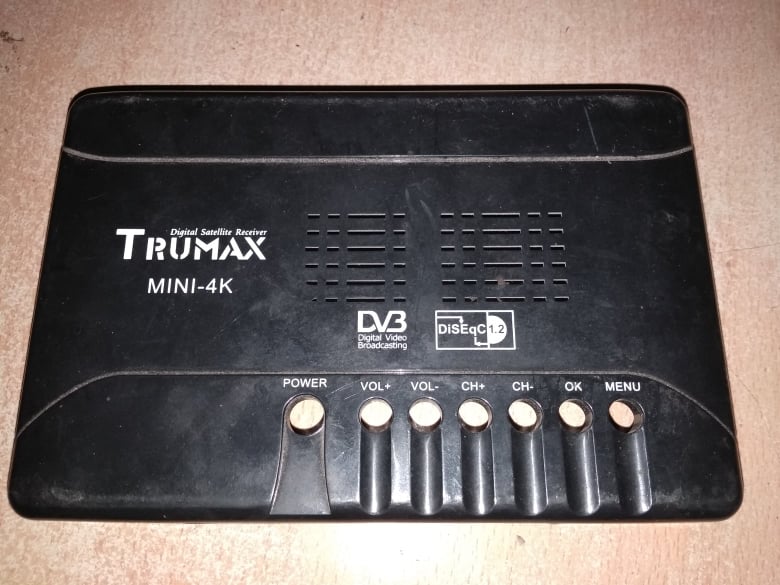 Digital Satellite Receiver
TRUMAX
MINI-4K
DVB
Digital Video
Broadcasting
DiSEqC 1.2
POWER VOL+ VOL- CH+ CH- OK MENU